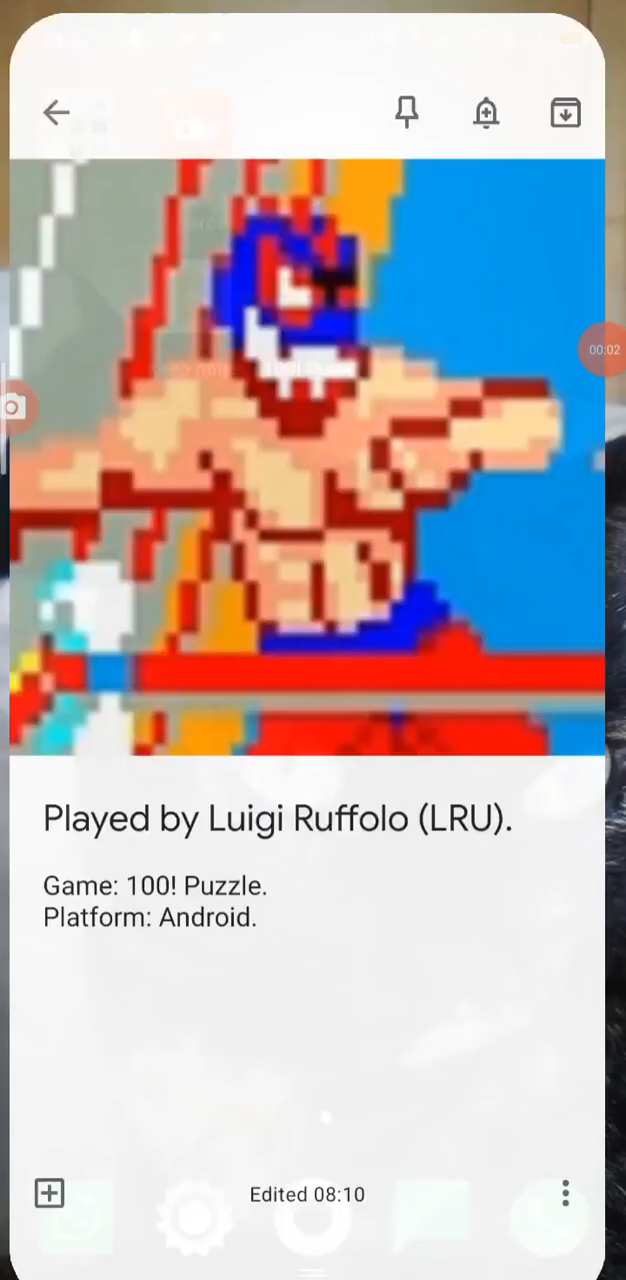 00:02
Played by Luigi Ruffolo (LRU).
Game: 100! Puzzle.
Platform: Android.
Edited 08:10